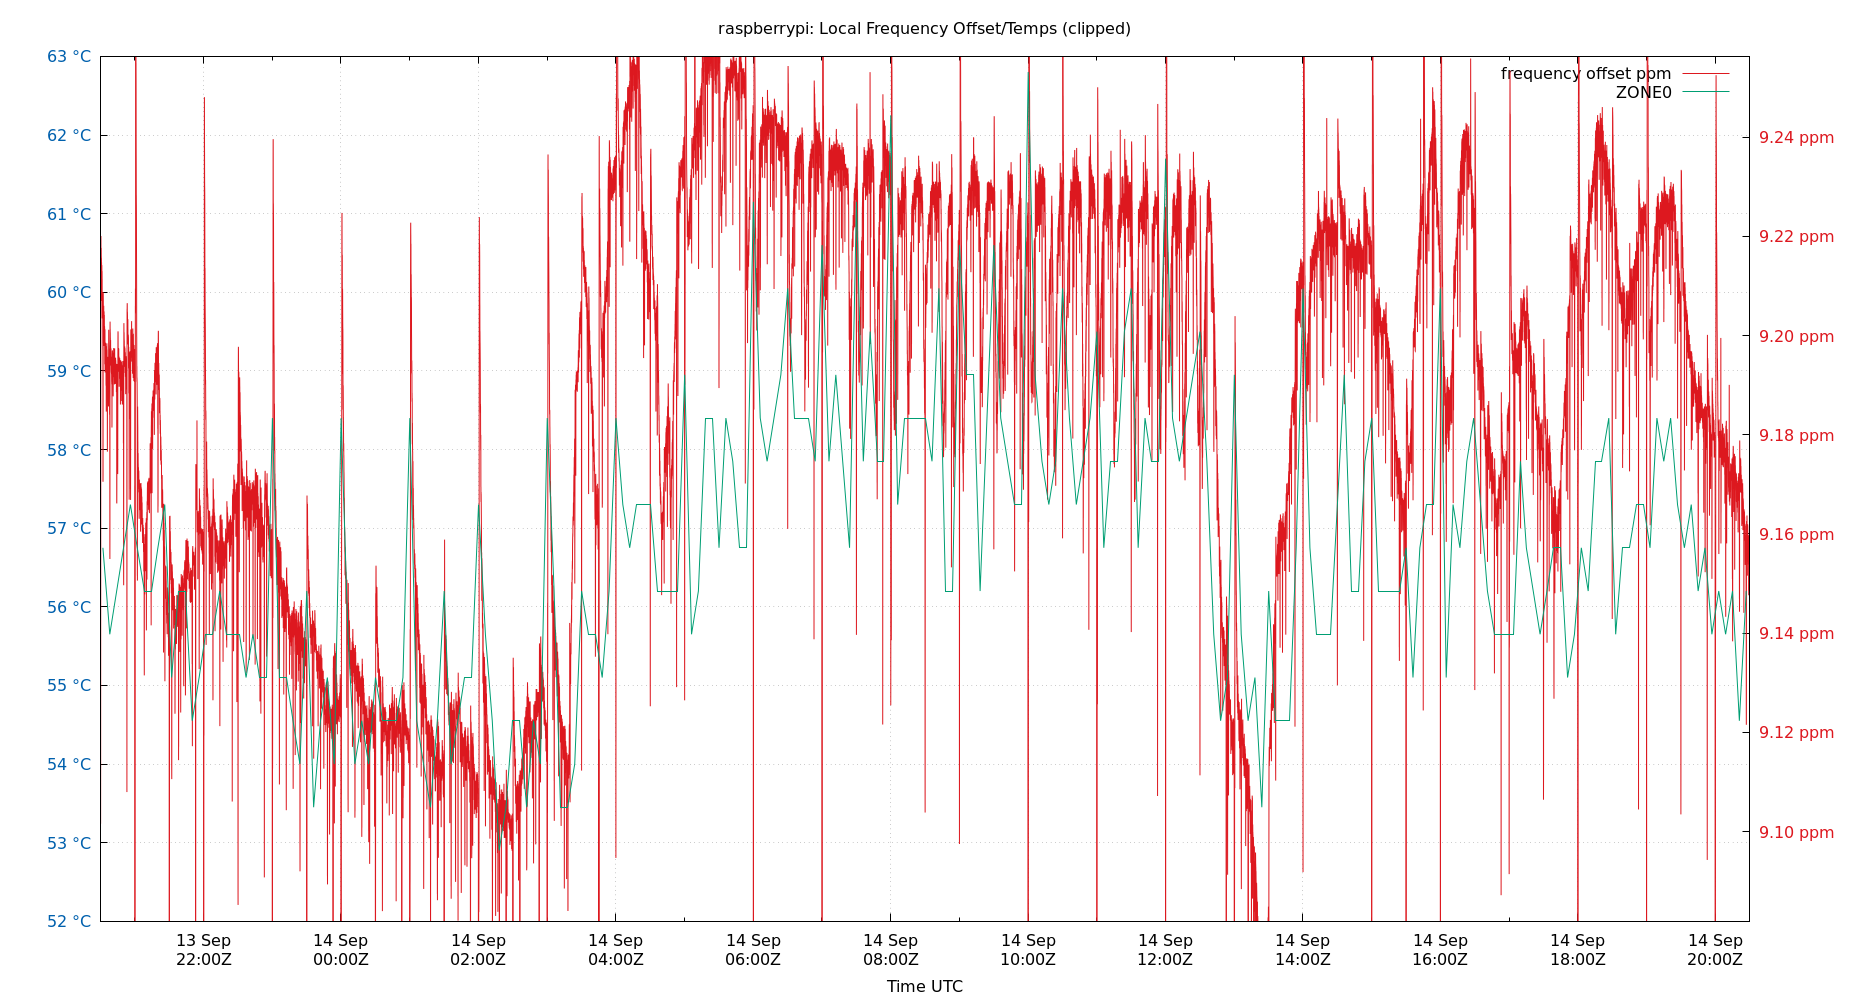 raspberrypi: Local Frequency Offset/Temps (clipped)
63 °C
62 °C
61 °C
60 °C
59 °C
58 °C
57 °C
56 °C
55 °C
54 °C
53 °C
52 °C
frequency offset ppm
ZONE0
9.24 ppm
9.22 ppm
9.20 ppm
9.18 ppm
9.16 ppm
9.14 ppm
9.12 ppm
9.10 ppm
13 Sep
22:00Z
14 Sep
00:00Z
14 Sep
02:00Z
14 Sep
04:00Z
14 Sep
06:00Z
14 Sep
08:00Z
14 Sep
10:00Z
14 Sep
12:00Z
14 Sep
14:00Z
14 Sep
16:00Z
14 Sep
18:00Z
14 Sep
20:00Z
Time UTC